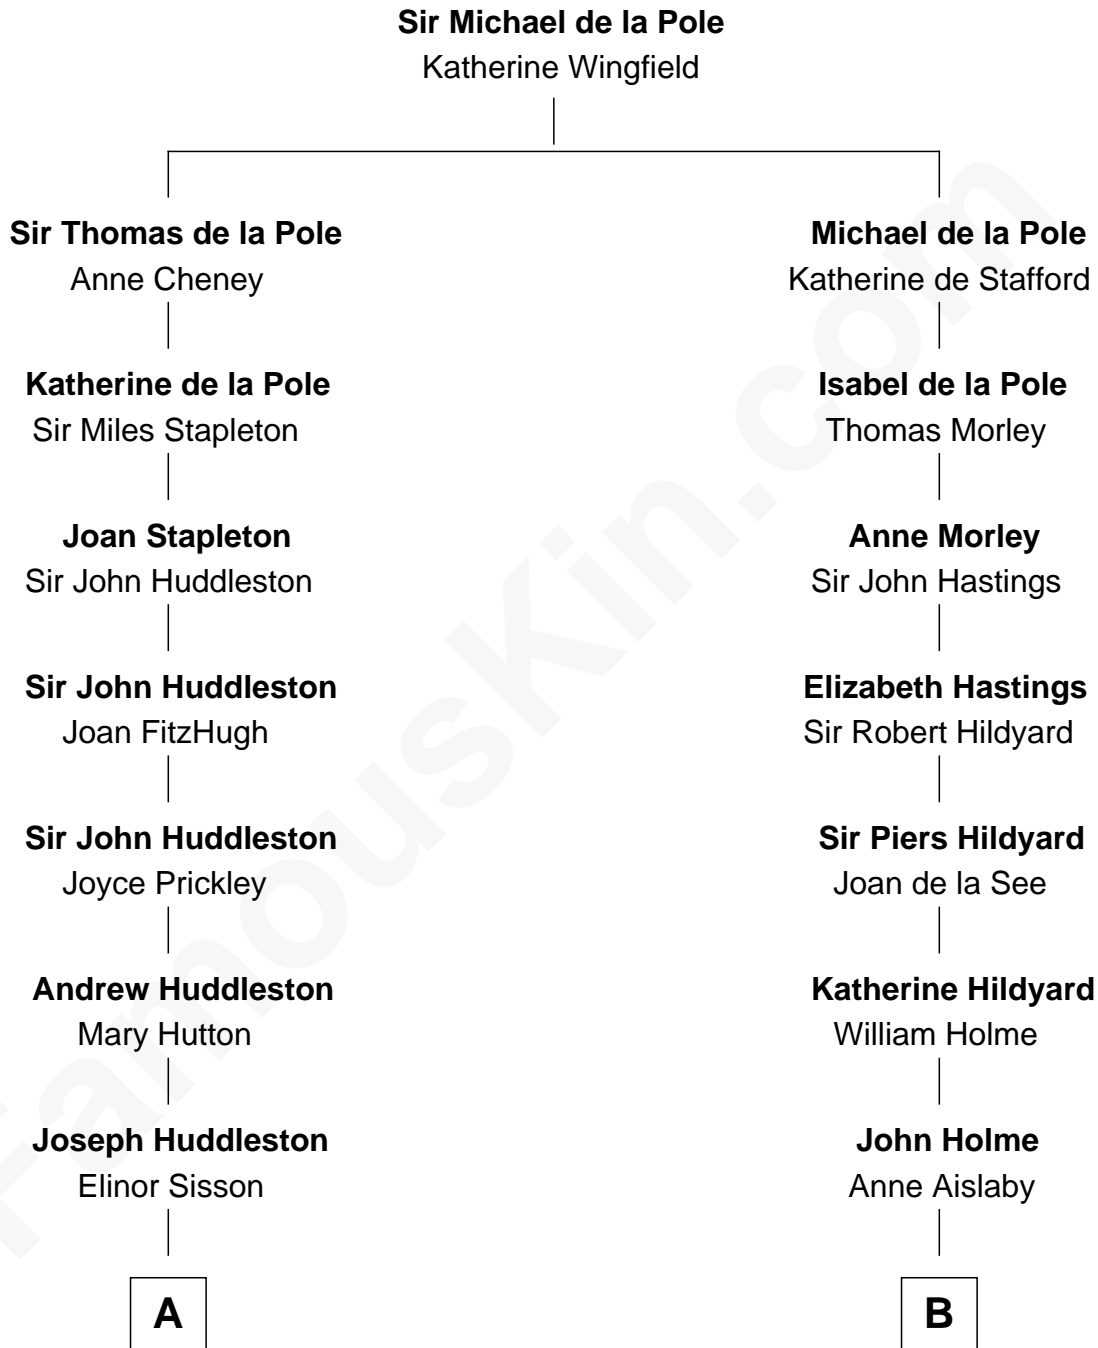 Sir Michael de la Pole
Katherine Wingfield
Sir Thomas de la Pole
Anne Cheney
Michael de la Pole
Katherine de Stafford
Katherine de la Pole
Sir Miles Stapleton
Isabel de la Pole
Thomas Morley
Joan Stapleton
Sir John Huddleston
Anne Morley
Sir John Hastings
Sir John Huddleston
Joan FitzHugh
Elizabeth Hastings
Sir Robert Hildyard
Sir John Huddleston
Joyce Prickley
Sir Piers Hildyard
Joan de la See
Andrew Huddleston
Mary Hutton
Katherine Hildyard
William Holme
Joseph Huddleston
Elinor Sisson
John Holme
Anne Aislaby
A
B
FamousKin.com